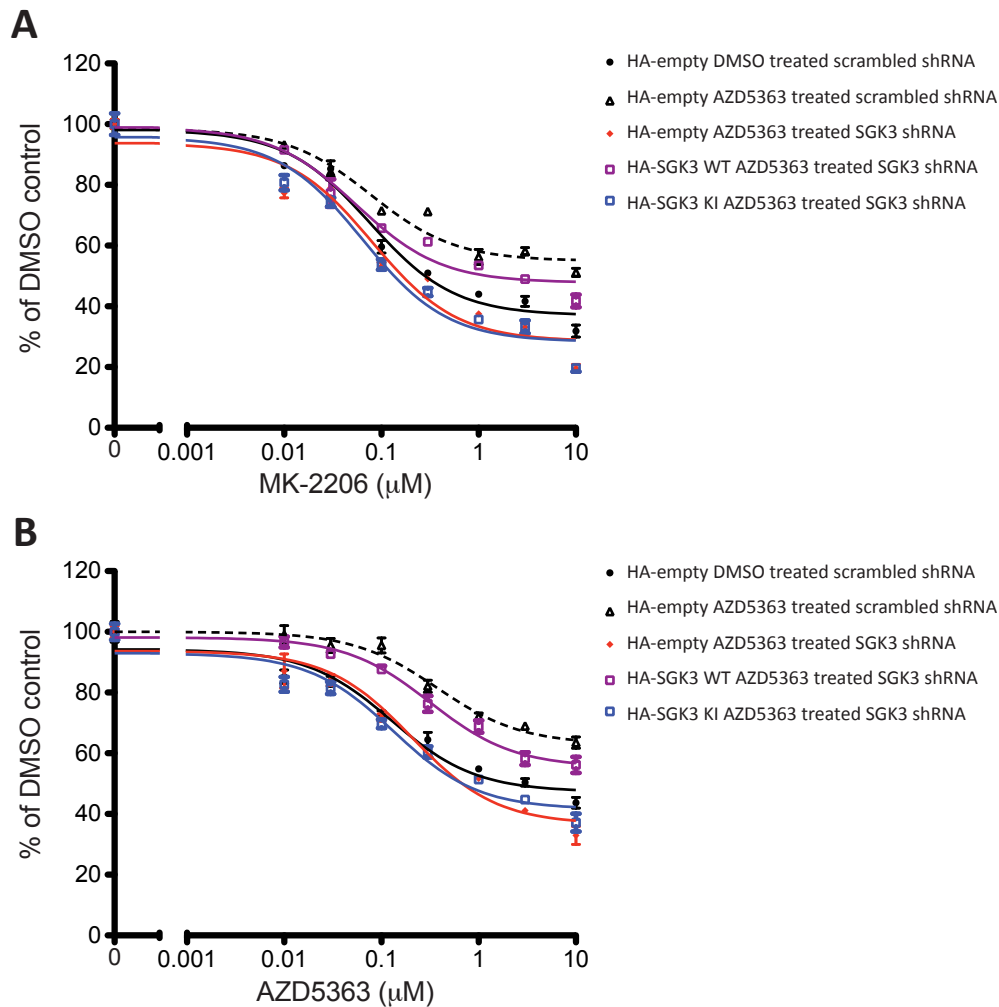 A
120
100
80
60
40
20
0
% of DMSO control
0 0.001 0.01 0.1 1 10
MK-2206 (μM)
HA-empty DMSO treated scrambled shRNA
HA-empty AZD5363 treated scrambled shRNA
HA-empty AZD5363 treated SGK3 shRNA
HA-SGK3 WT AZD5363 treated SGK3 shRNA
HA-SGK3 KI AZD5363 treated SGK3 shRNA
B
120
100
80
60
40
20
0
% of DMSO control
0 0.001 0.01 0.1 1 10
AZD5363 (μM)
HA-empty DMSO treated scrambled shRNA
HA-empty AZD5363 treated scrambled shRNA
HA-empty AZD5363 treated SGK3 shRNA
HA-SGK3 WT AZD5363 treated SGK3 shRNA
HA-SGK3 KI AZD5363 treated SGK3 shRNA